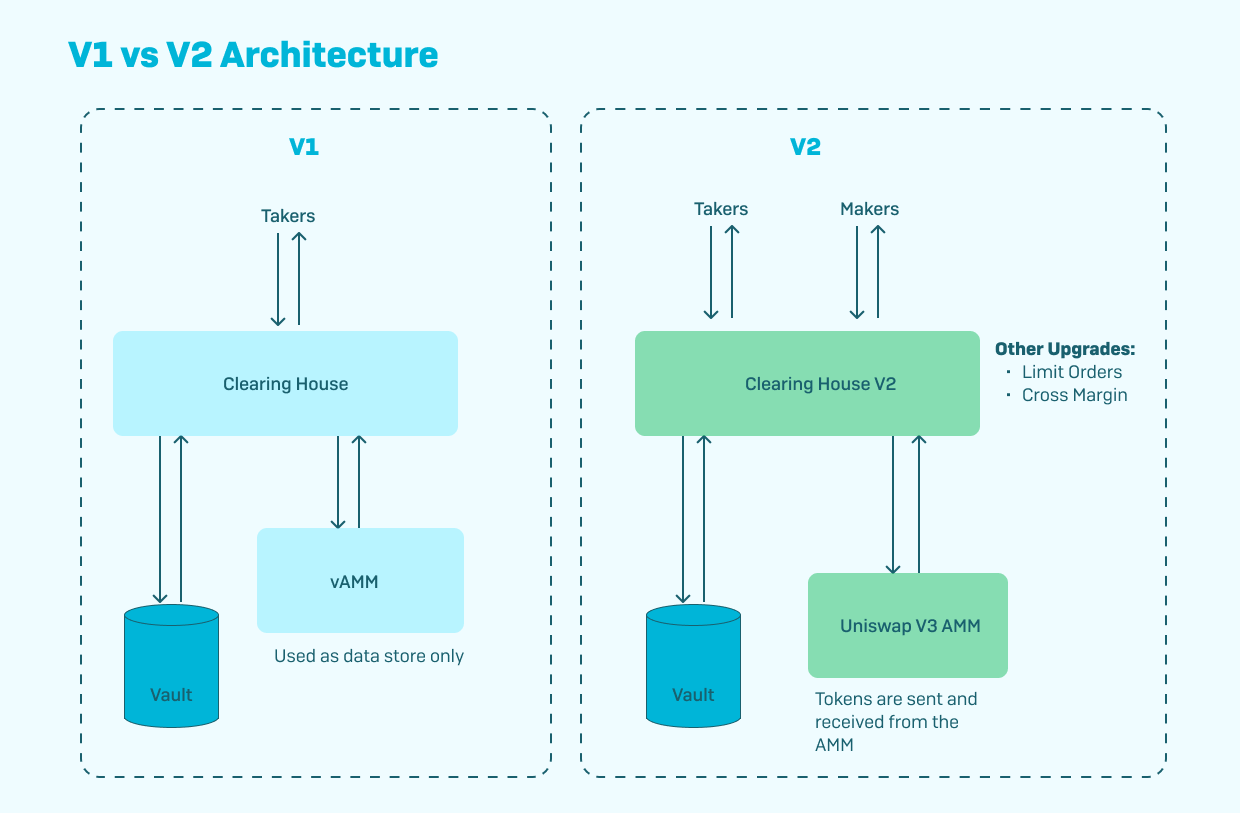 V1 vs V2 Architecture
V1
Takers
Clearing House
vAMM
Used as data store only
Vault
V2
Takers
Makers
Clearing House V2
Other Upgrades:
· Limit Orders
· Cross Margin
Uniswap V3 AMM
Vault
Tokens are sent and
received from the
AMM